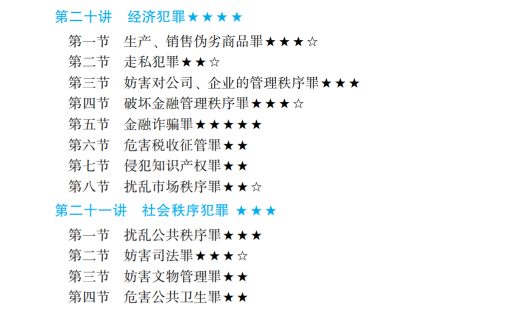 第二十讲 经济犯罪★★★★
第一节 生产、销售伪劣商品罪★★★☆
第二节 走私犯罪★★☆
第三节 妨害对公司、企业的管理秩序罪★★★
第四节 破坏金融管理秩序罪★★★☆
第五节 金融诈骗罪★★★★★
第六节 危害税收征管罪★★
第七节 侵犯知识产权罪★★
第八节 扰乱市场秩序罪★★☆
第二十一讲 社会秩序犯罪 ★★★
第一节 扰乱公共秩序罪★★★
第二节 妨害司法罪★★★☆
第三节 妨害文物管理罪★★
第四节 危害公共卫生罪★★